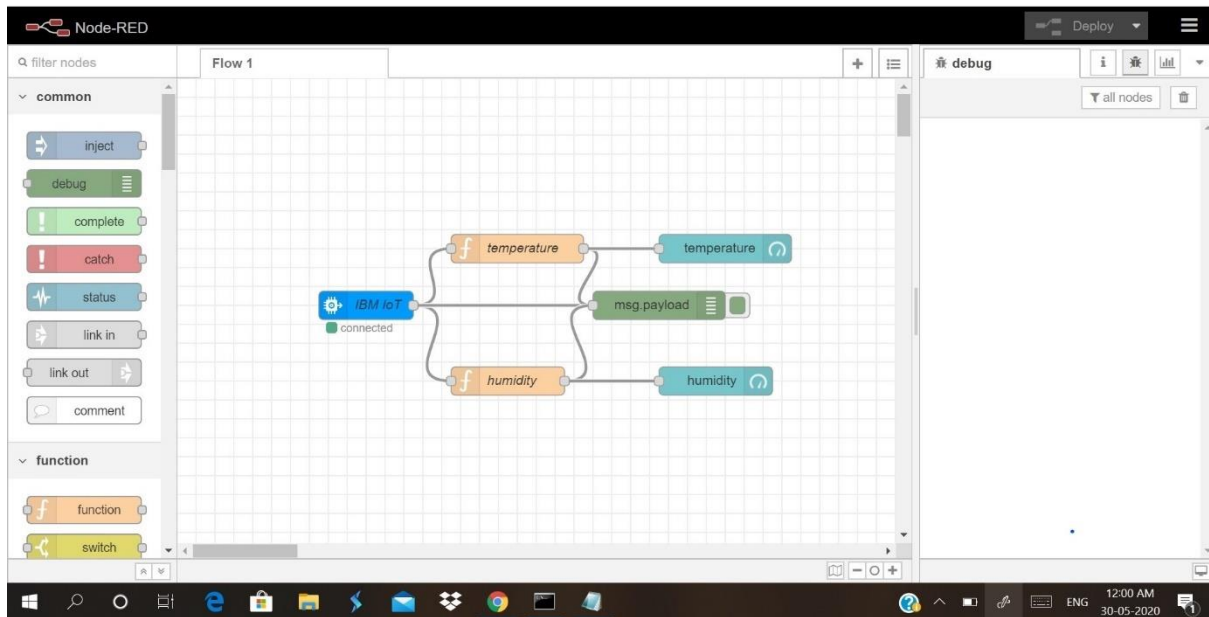 Node-RED
Deploy
filter nodes
Flow 1
debug
i
all nodes
common
inject
debug
complete
catch
status
link in
link out
comment
function
function
switch
temperature
temperature
IBM IoT
connected
msg.payload
humidity
humidity
ENG
12:00 AM
30-05-2020
1